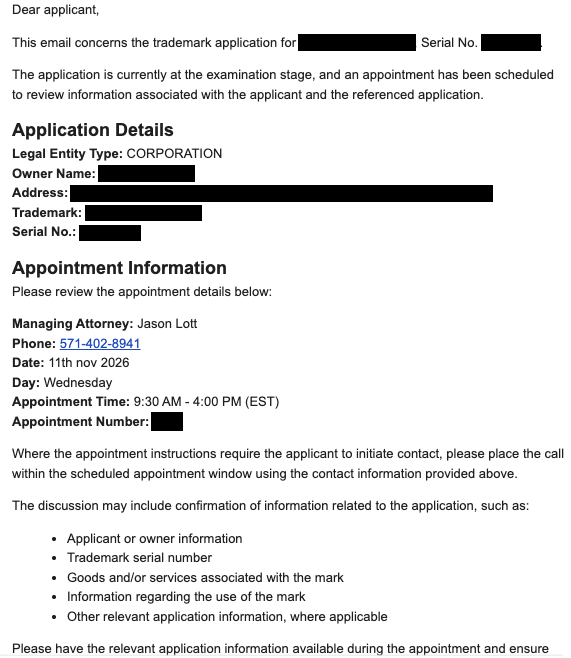 Dear applicant,
This email concerns the trademark application for Serial No.
The application is currently at the examination stage, and an appointment has been scheduled
to review information associated with the applicant and the referenced application.
Application Details
Legal Entity Type: CORPORATION
Owner Name:
Address:
Trademark:
Serial No.:
Appointment Information
Please review the appointment details below:
Managing Attorney: Jason Lott
Phone: 571-402-8941
Date: 11th nov 2026
Day: Wednesday
Appointment Time: 9:30 AM - 4:00 PM (EST)
Appointment Number:
Where the appointment instructions require the applicant to initiate contact, please place the call
within the scheduled appointment window using the contact information provided above.
The discussion may include confirmation of information related to the application, such as:
• Applicant or owner information
• Trademark serial number
• Goods and/or services associated with the mark
• Information regarding the use of the mark
• Other relevant application information, where applicable
Please have the relevant application information available during the appointment and ensure